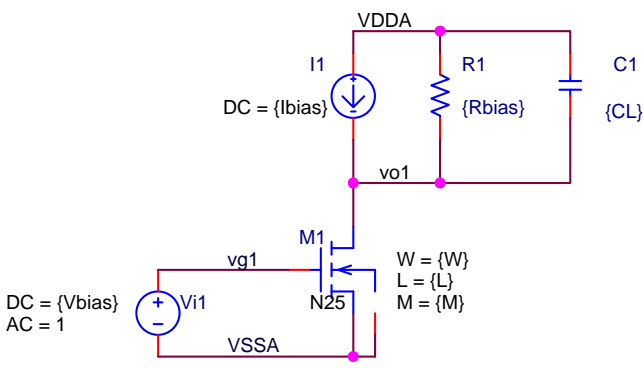 VDDA
I1
R1
C1
DC = {Ibias}
{Rbias}
{CL}
vo1
M1
vg1
W = {W}
L = {L}
M = {M}
N25
DC = {Vbias}
AC = 1
Vi1
VSSA